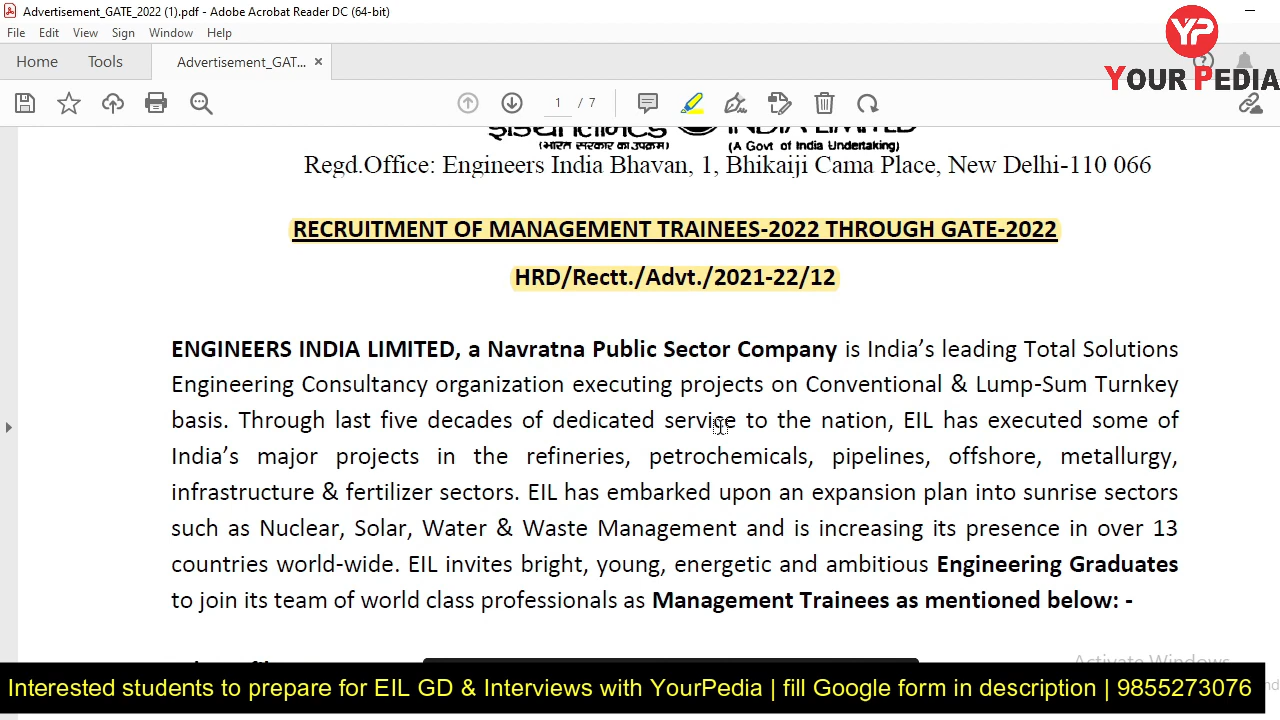 Advertisement_GATE_2022 (1).pdf - Adobe Acrobat Reader DC (64-bit)
File Edit View Sign Window Help
YP
Home Tools Advertisement_GAT... ×
YOUR PEDIA
1 / 7
INDIA LIMITED
(भारत सरकार का उपक्रम) (A Govt of India Undertaking)
Regd.Office: Engineers India Bhavan, 1, Bhikaiji Cama Place, New Delhi-110 066
RECRUITMENT OF MANAGEMENT TRAINEES-2022 THROUGH GATE-2022
HRD/Rectt./Advt./2021-22/12
ENGINEERS INDIA LIMITED, a Navratna Public Sector Company is India’s leading Total Solutions
Engineering Consultancy organization executing projects on Conventional & Lump-Sum Turnkey
basis. Through last five decades of dedicated service to the nation, EIL has executed some of
India’s major projects in the refineries, petrochemicals, pipelines, offshore, metallurgy,
infrastructure & fertilizer sectors. EIL has embarked upon an expansion plan into sunrise sectors
such as Nuclear, Solar, Water & Waste Management and is increasing its presence in over 13
countries world-wide. EIL invites bright, young, energetic and ambitious Engineering Graduates
to join its team of world class professionals as Management Trainees as mentioned below: -
Activate Windows
Interested students to prepare for EIL GD & Interviews with YourPedia | fill Google form in description | 9855273076